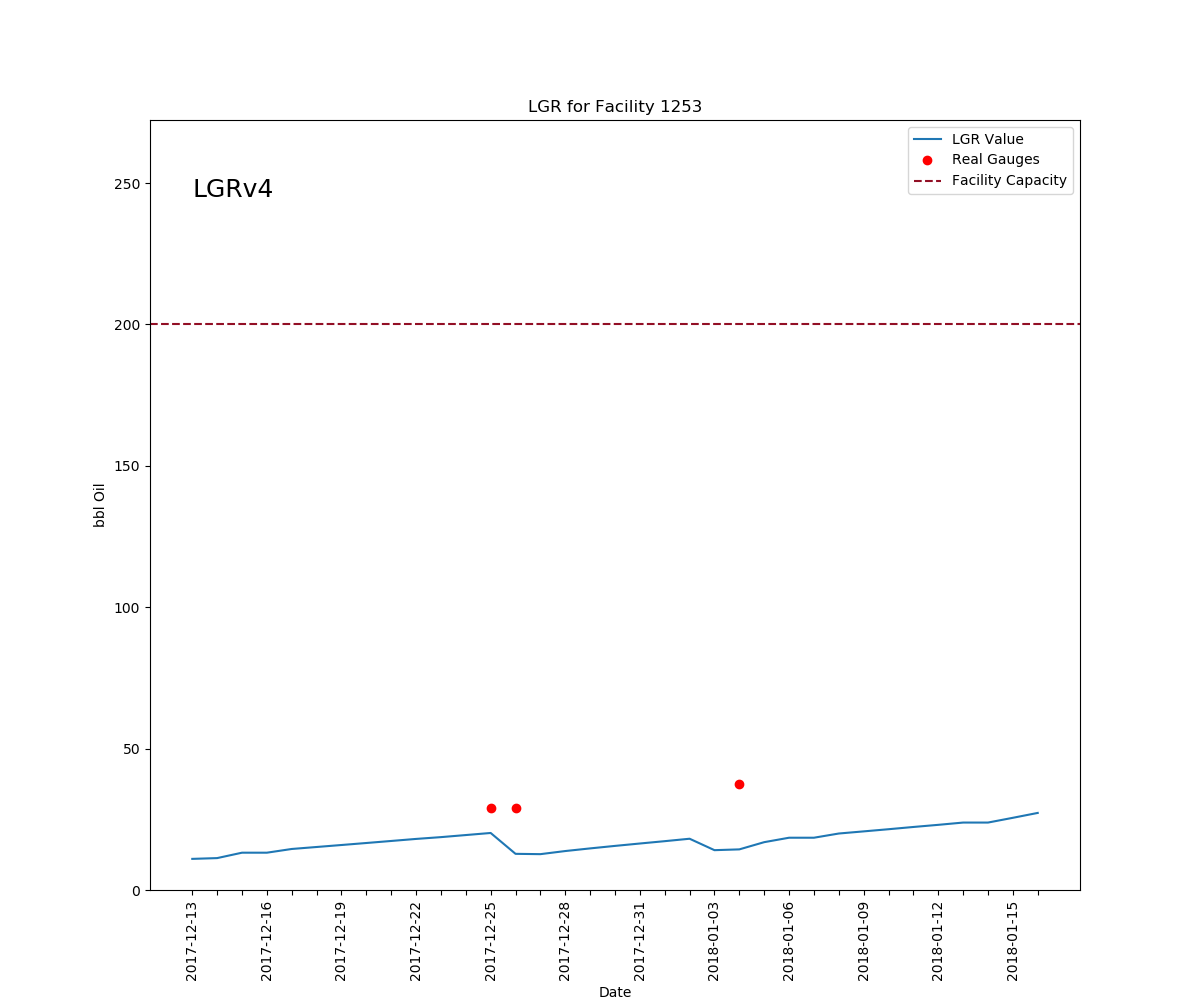 LGR for Facility 1253
LGRv4
LGR Value
Real Gauges
Facility Capacity
250
200
150
100
50
0
bbl Oil
2017-12-13
2017-12-16
2017-12-19
2017-12-22
2017-12-25
2017-12-28
2017-12-31
2018-01-03
2018-01-06
2018-01-09
2018-01-12
2018-01-15
Date